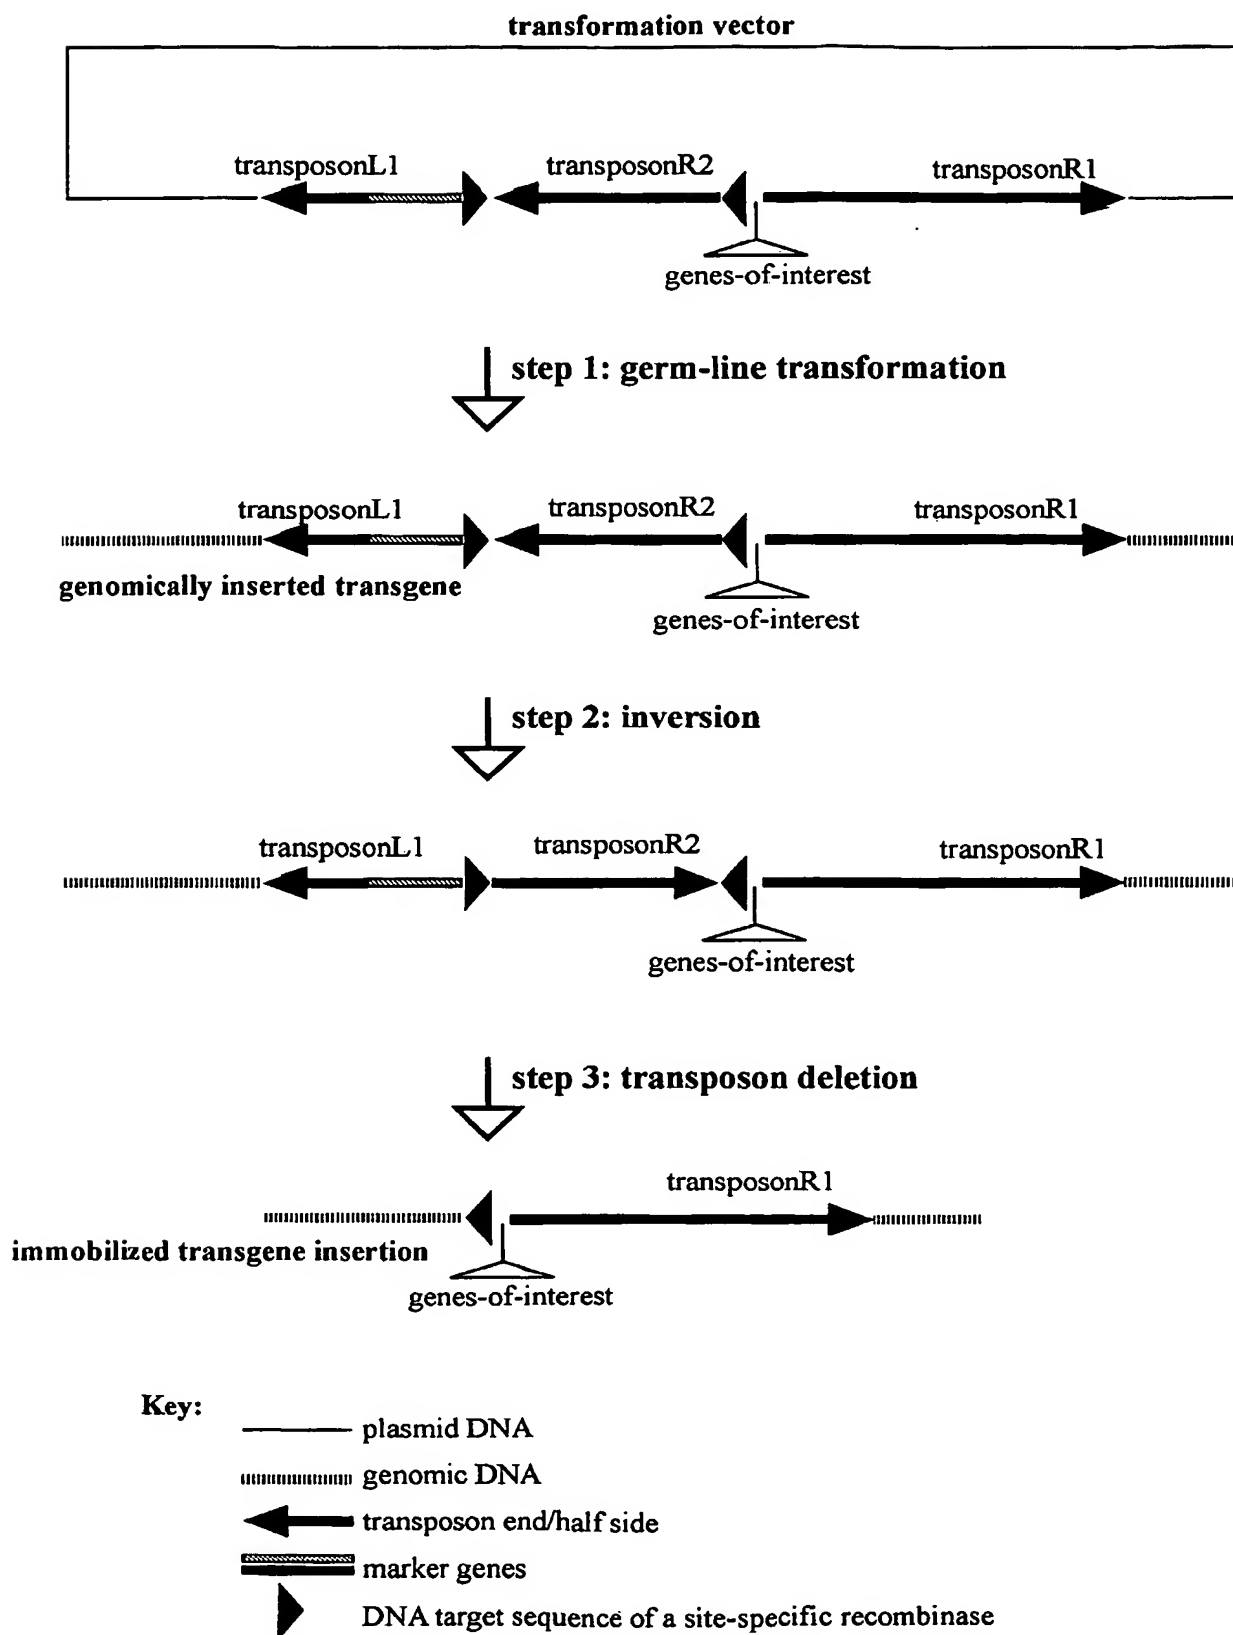 transformation vector
transposonL1
transposonR2
transposonR1
genes-of-interest
step 1: germ-line transformation
transposonL1
transposonR2
transposonR1
genomically inserted transgene
genes-of-interest
step 2: inversion
transposonL1
transposonR2
transposonR1
genes-of-interest
step 3: transposon deletion
transposonR1
immobilized transgene insertion
genes-of-interest
Key:
plasmid DNA
genomic DNA
transposon end/half side
marker genes
DNA target sequence of a site-specific recombinase